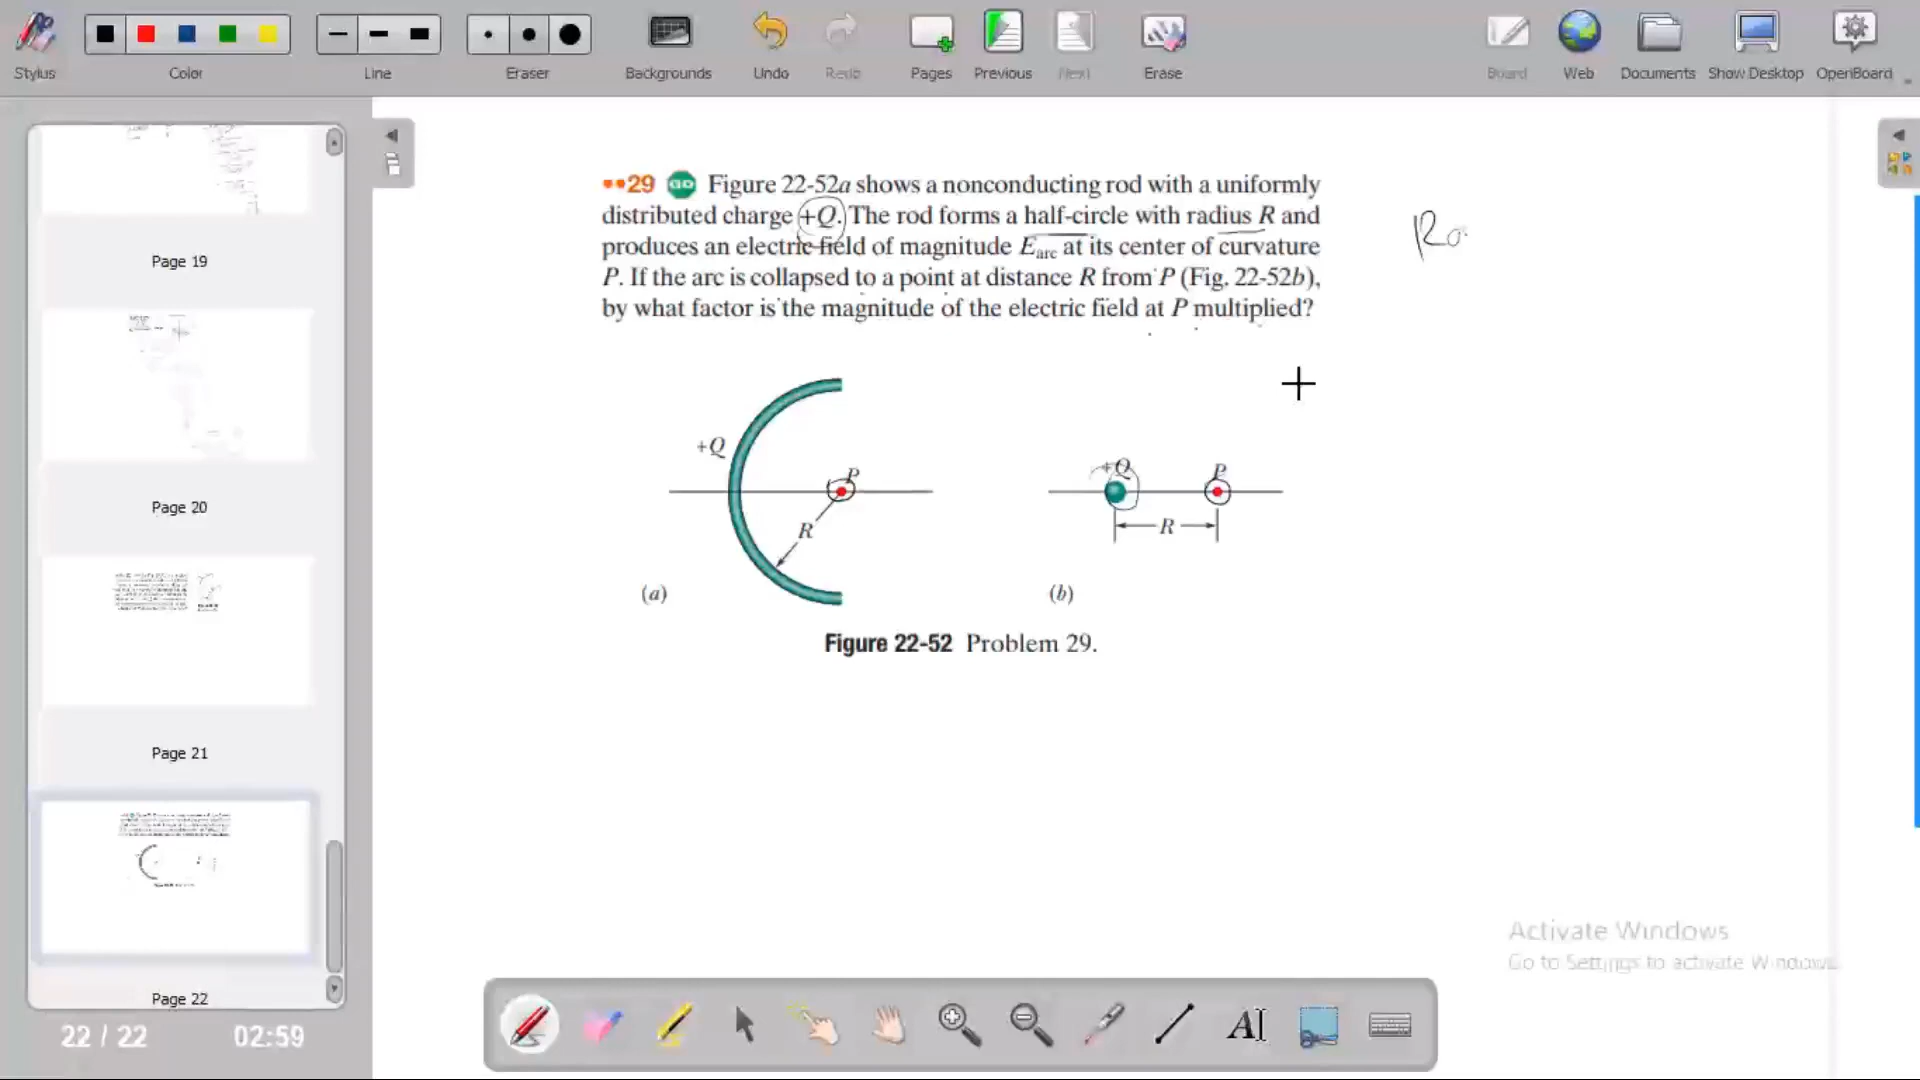 Stylus
Color
Line
Eraser
Backgrounds
Undo
Redo
Pages
Previous
Next
Erase
Board
Web
Documents
Show Desktop
OpenBoard
Page 19
Page 20
Page 21
Page 22
22 / 22
02:59
••29 GO Figure 22-52a shows a nonconducting rod with a uniformly
distributed charge +Q. The rod forms a half-circle with radius R and
produces an electric field of magnitude Earc at its center of curvature
P. If the arc is collapsed to a point at distance R from P (Fig. 22-52b),
by what factor is the magnitude of the electric field at P multiplied?
Ra
+Q
P
R
(a)
+Q
P
R
(b)
Figure 22-52 Problem 29.
Activate Windows
Go to Settings to activate Windows.
A